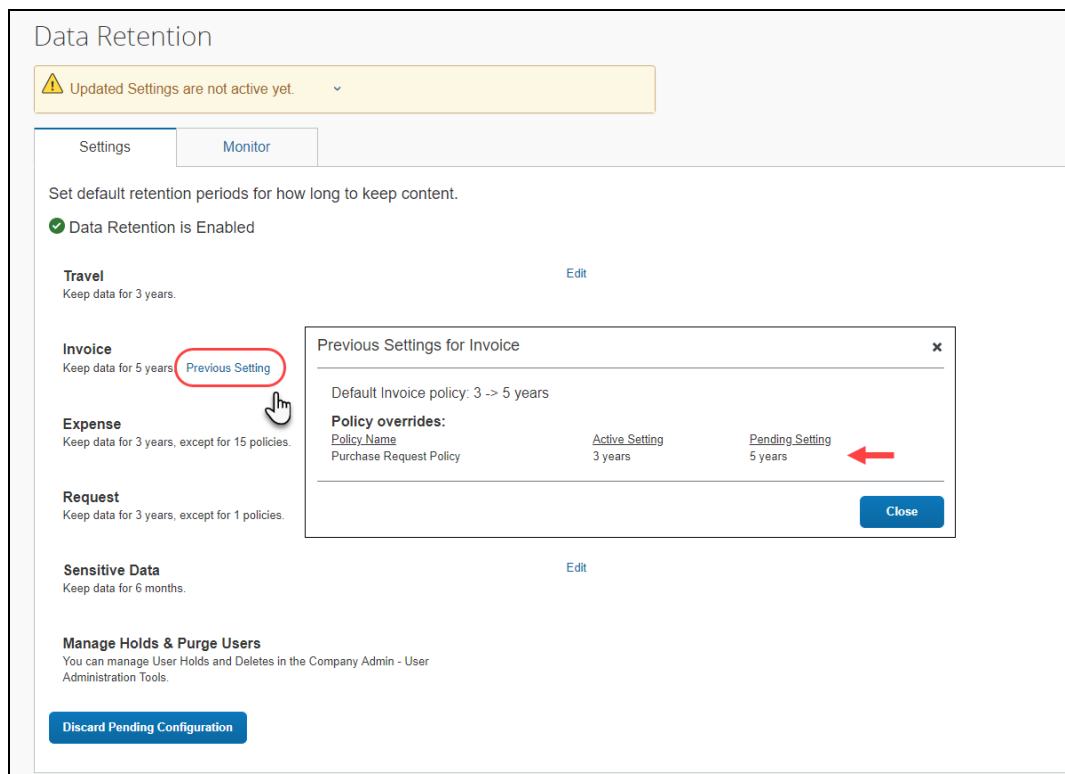 Data Retention
Updated Settings are not active yet.
Settings
Monitor
Set default retention periods for how long to keep content.
Data Retention is Enabled
Travel
Edit
Keep data for 3 years.
Invoice
Keep data for 5 years
Previous Setting
Previous Settings for Invoice
Default Invoice policy: 3 -> 5 years
Policy overrides:
Policy Name Active Setting Pending Setting
Purchase Request Policy 3 years 5 years
Close
Expense
Keep data for 3 years, except for 15 policies.
Request
Keep data for 3 years, except for 1 policies.
Sensitive Data
Edit
Keep data for 6 months.
Manage Holds & Purge Users
You can manage User Holds and Deletes in the Company Admin - User
Administration Tools.
Discard Pending Configuration